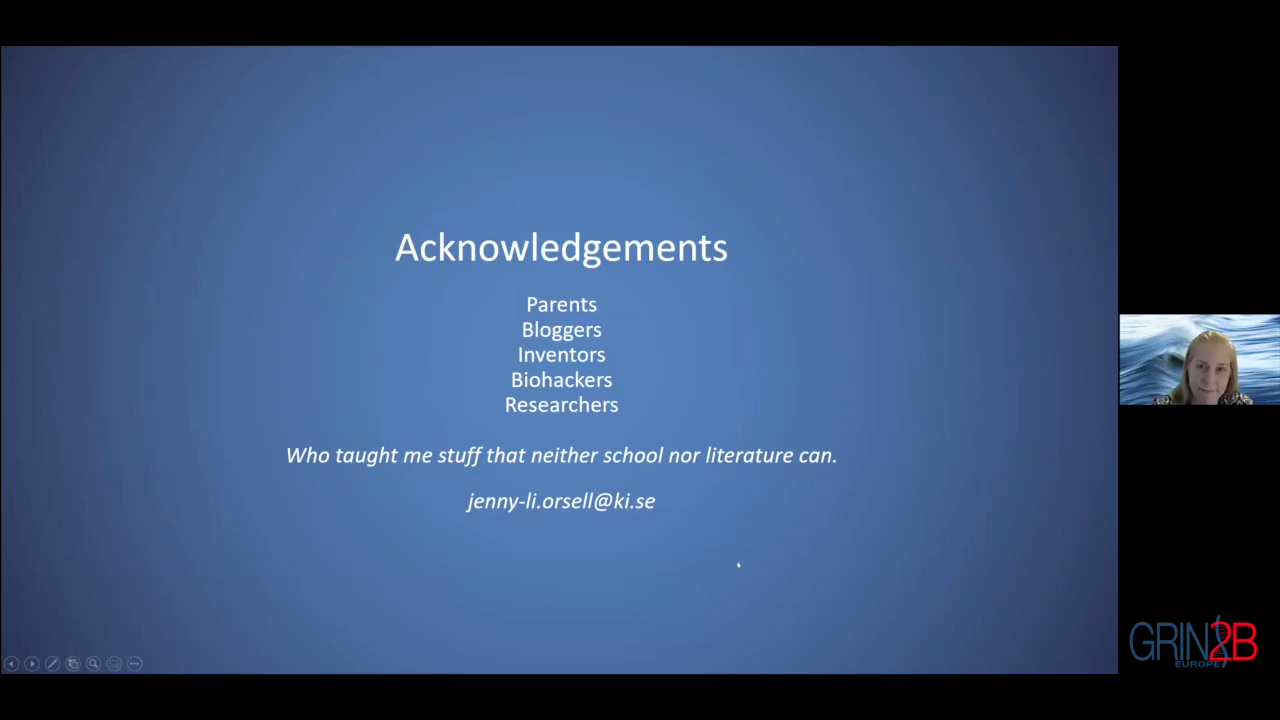 Acknowledgements
Parents
Bloggers
Inventors
Biohackers
Researchers
Who taught me stuff that neither school nor literature can.
jenny-li.orsell@ki.se
GRIN2B
EUROPE